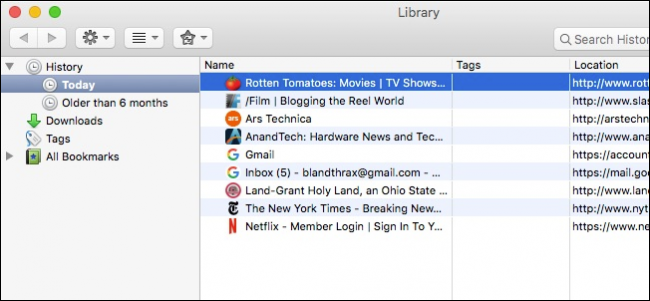 Library
Search Histor
Name Tags Location
History
Today
Older than 6 months
Downloads
Tags
All Bookmarks
Rotten Tomatoes: Movies | TV Shows... http://www.rott
/Film | Blogging the Reel World http://www.slas
ars Ars Technica http://arstechn
AnandTech: Hardware News and Tec... http://www.anan
G Gmail https://accoun
G Inbox (5) - blandthrax@gmail.com - ... https://mail.goo
Land-Grant Holy Land, an Ohio State ... http://www.land
The New York Times - Breaking New... http://www.nyt
N Netflix - Member Login | Sign In To Y... https://www.ne